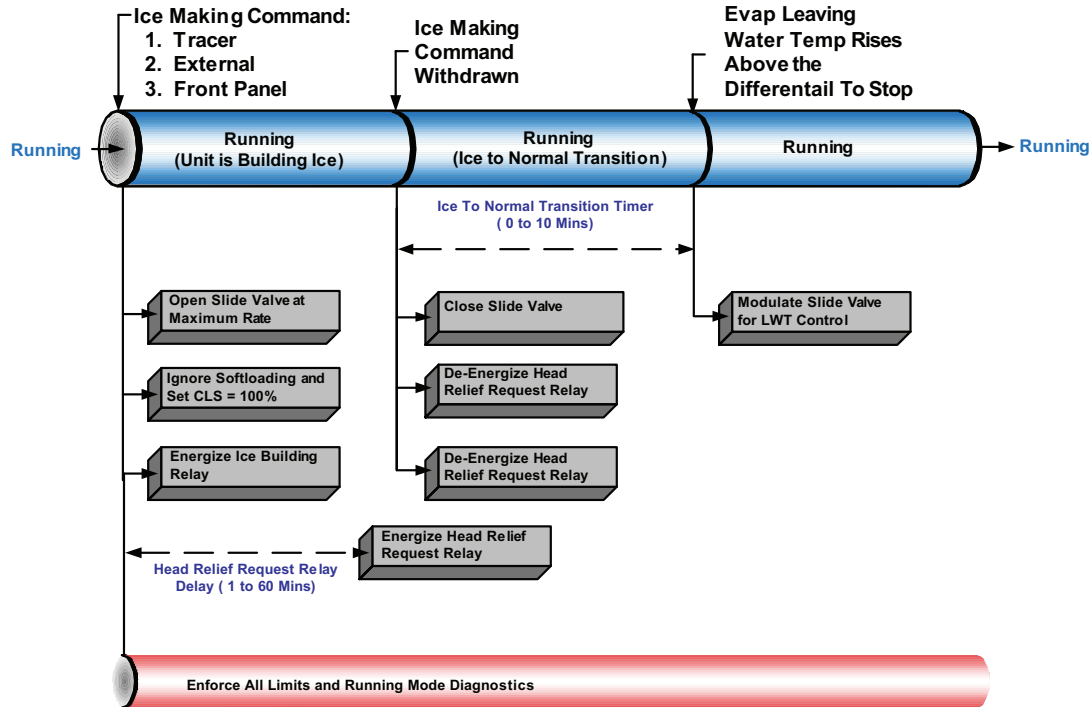 Ice Making Command:
1. Tracer
2. External
3. Front Panel
Ice Making
Command
Withdrawn
Evap Leaving
Water Temp Rises
Above the
Differentail To Stop
Running
Running
(Unit is Building Ice)
Running
(Ice to Normal Transition)
Running
Running
Ice To Normal Transition Timer
( 0 to 10 Mins)
Open Slide Valve at
Maximum Rate
Close Slide Valve
Modulate Slide Valve
for LWT Control
Ignore Softloading and
Set CLS = 100%
De-Energize Head
Relief Request Relay
Energize Ice Building
Relay
De-Energize Head
Relief Request Relay
Energize Head Relief
Request Relay
Head Relief Request Relay
Delay ( 1 to 60 Mins)
Enforce All Limits and Running Mode Diagnostics